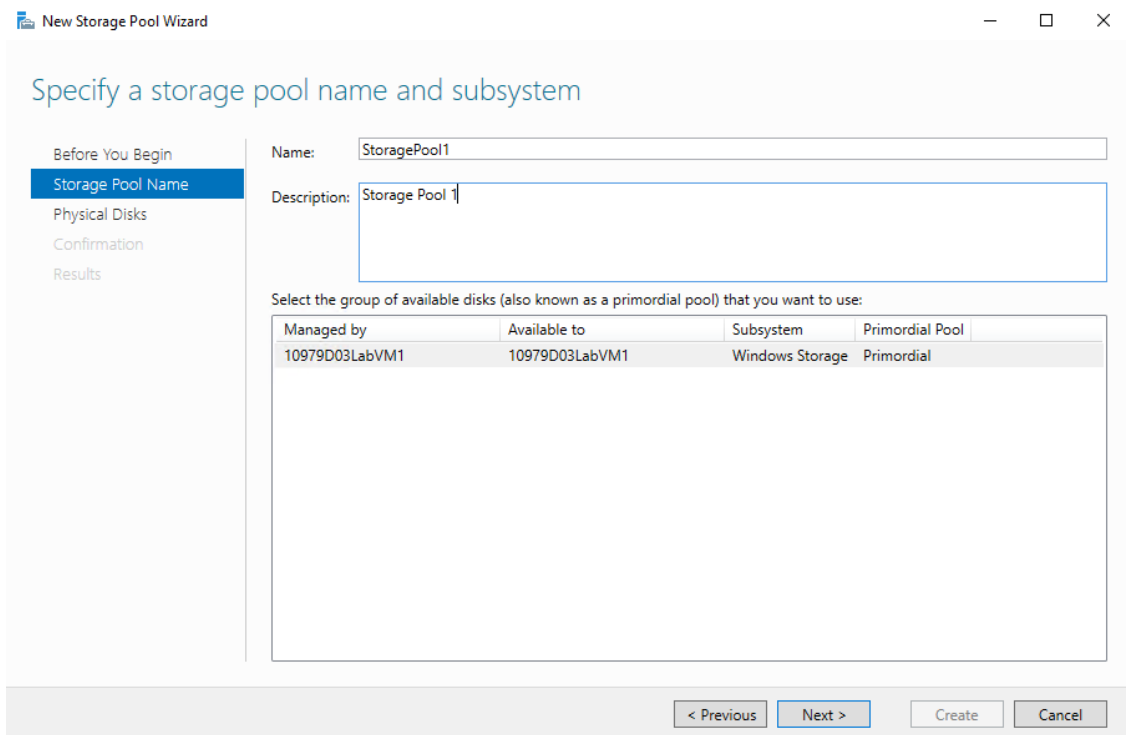 New Storage Pool Wizard
Specify a storage pool name and subsystem
Before You Begin
Storage Pool Name
Physical Disks
Confirmation
Results
Name: StoragePool1
Description: Storage Pool 1
Select the group of available disks (also known as a primordial pool) that you want to use:
Managed by Available to Subsystem Primordial Pool
10979D03LabVM1 10979D03LabVM1 Windows Storage Primordial
< Previous Next > Create Cancel